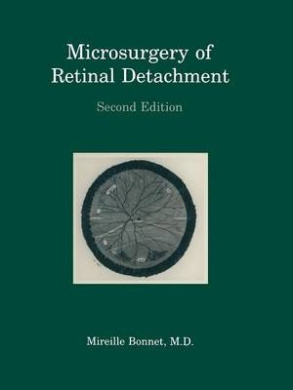 Microsurgery of
Retinal Detachment
Second Edition
Mireille Bonnet, M.D.